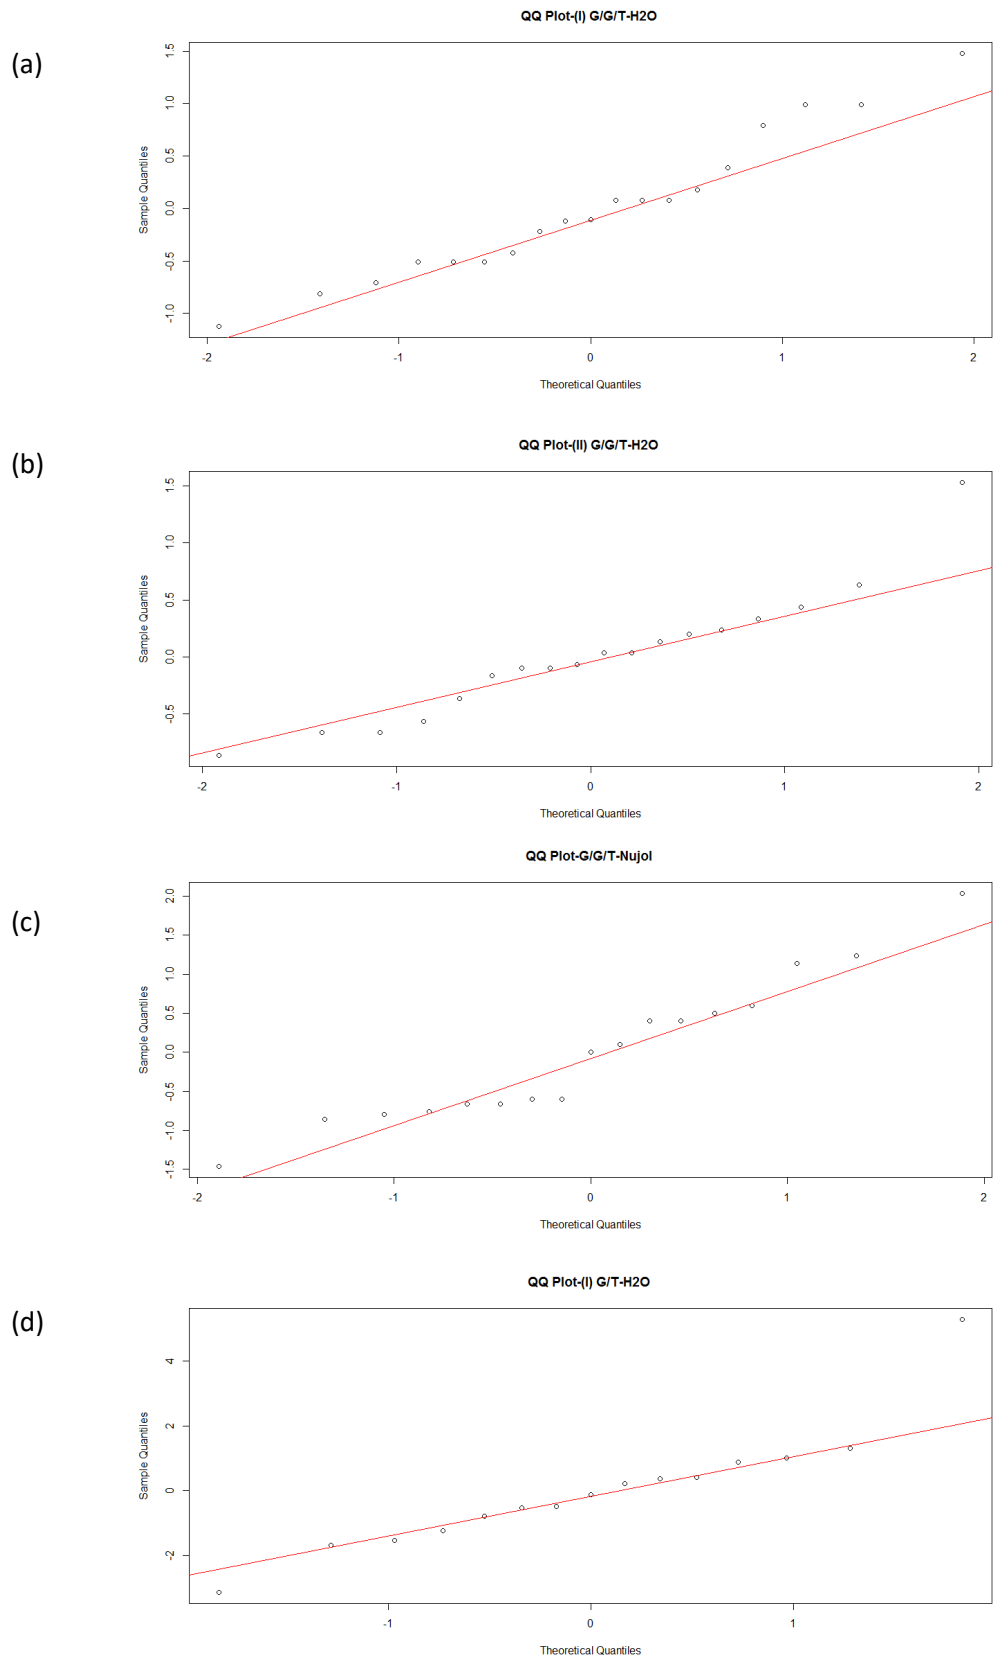 QQ Plot-(I) G/G/T-H2O
(a)
1.5
1.0
0.5
0.0
-0.5
-1.0
Sample Quantiles
-2 -1 0 1 2
Theoretical Quantiles
QQ Plot-(II) G/G/T-H2O
(b)
1.5
1.0
0.5
0.0
-0.5
Sample Quantiles
-2 -1 0 1 2
Theoretical Quantiles
QQ Plot-G/G/T-Nujol
(c)
2.0
1.5
1.0
0.5
0.0
-0.5
-1.0
-1.5
Sample Quantiles
-2 -1 0 1 2
Theoretical Quantiles
QQ Plot-(I) G/T-H2O
(d)
4
2
0
-2
Sample Quantiles
-1 0 1
Theoretical Quantiles